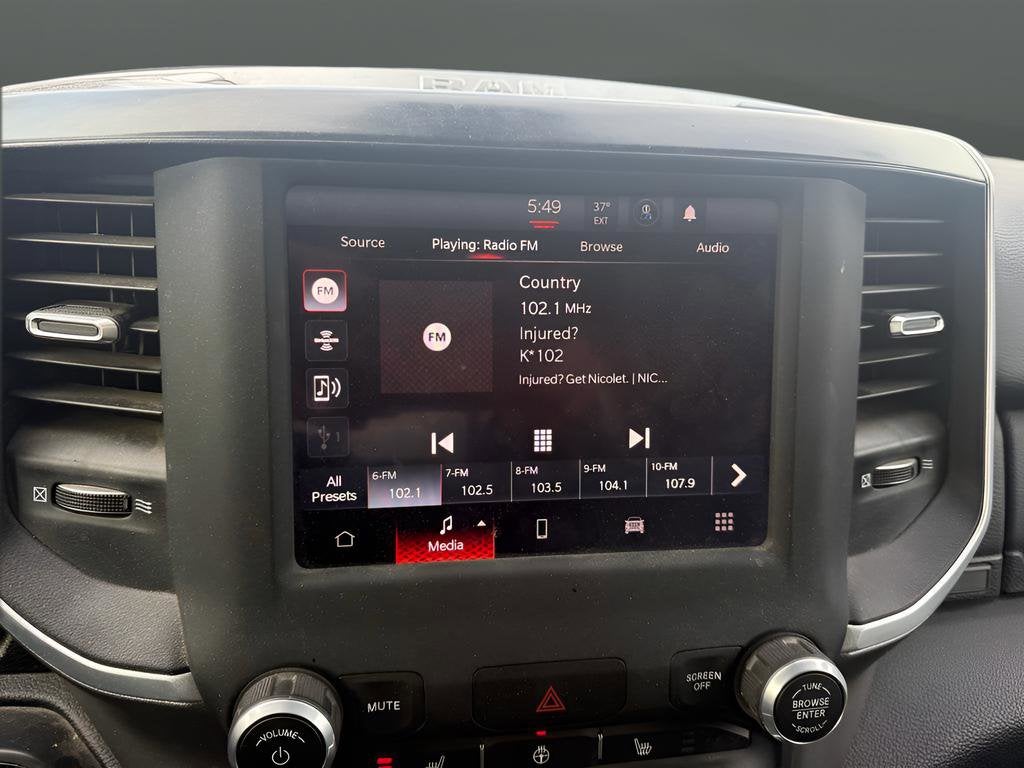 RAM
5:49
37°
EXT
Source
Playing: Radio FM
Browse
Audio
FM
FM
Country
102.1 MHz
Injured?
K*102
Injured? Get Nicolet. | NIC...
1
All
Presets
6-FM
102.1
7-FM
102.5
8-FM
103.5
9-FM
104.1
10-FM
107.9
Media
MUTE
SCREEN
OFF
VOLUME
TUNE
BROWSE
ENTER
SCROLL